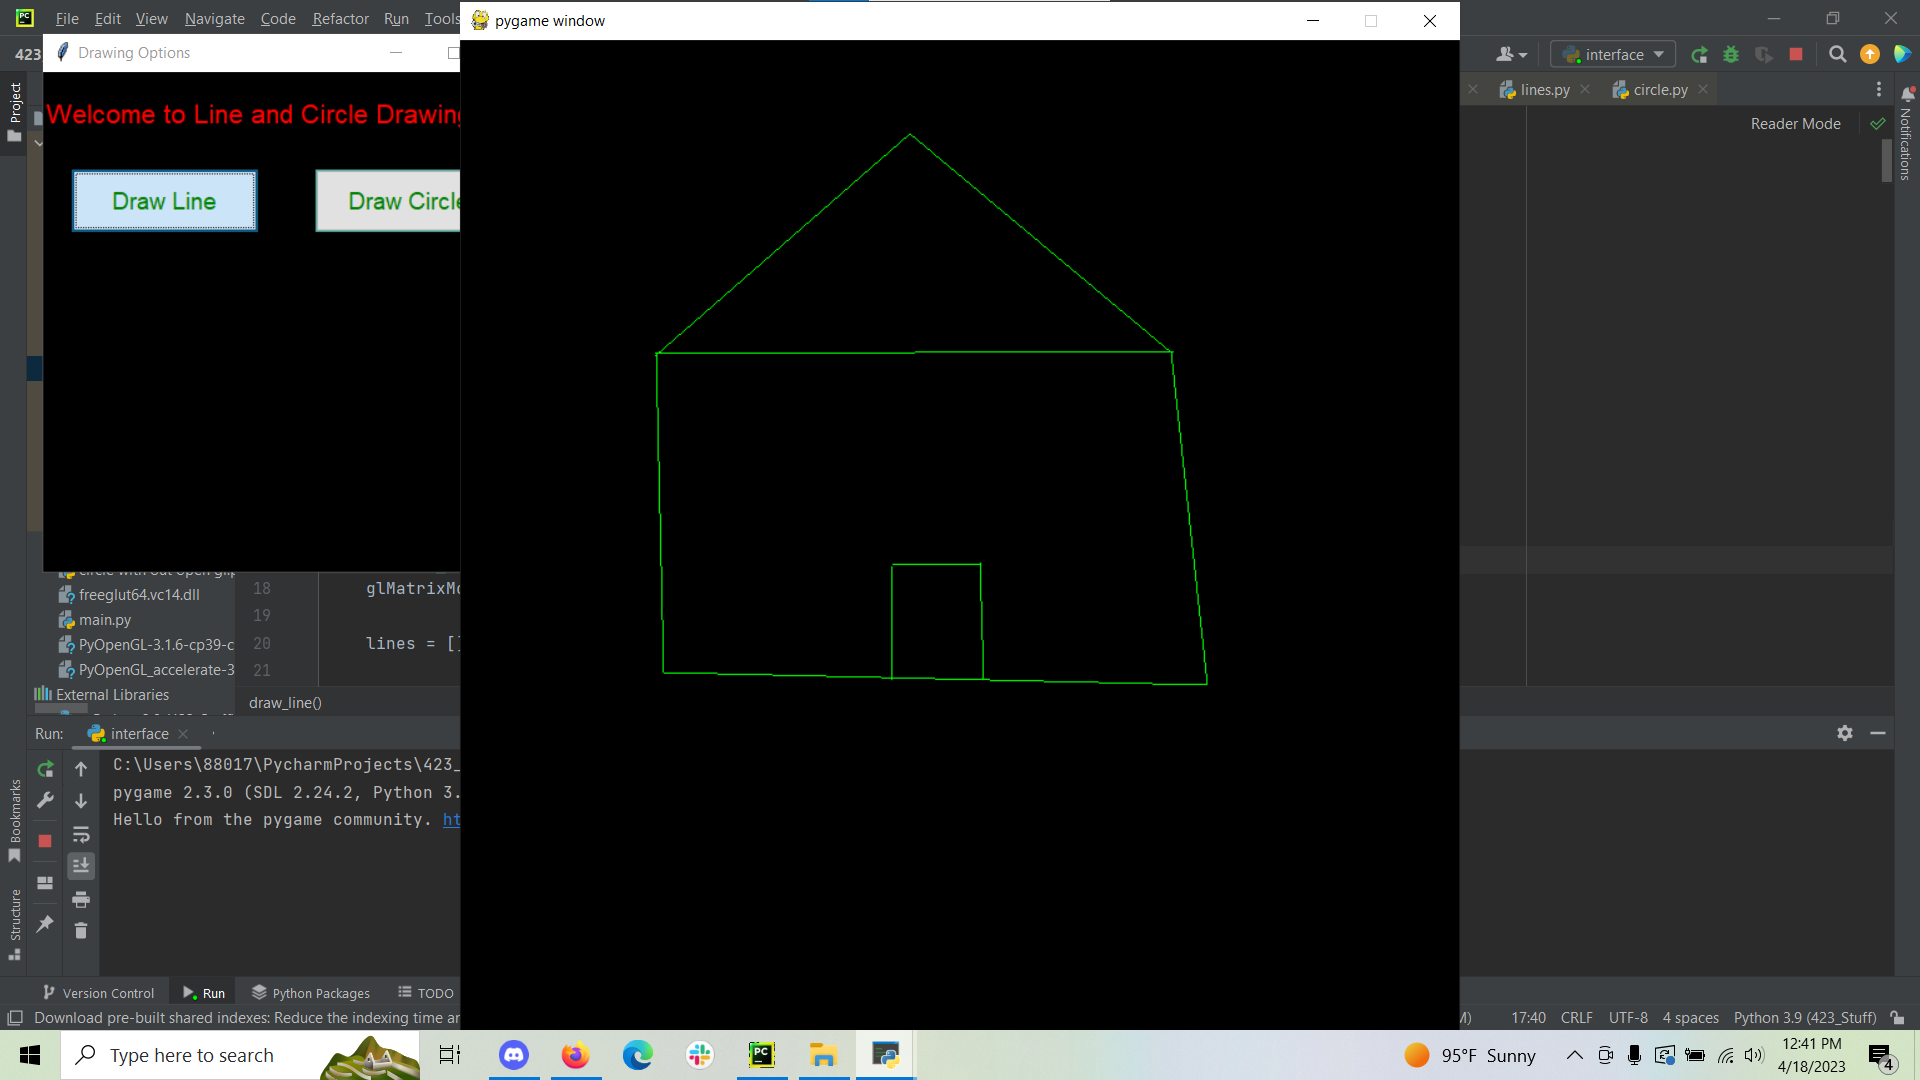 File Edit View Navigate Code Refactor Run Tools
pygame window
423
Drawing Options
interface
Welcome to Line and Circle Drawing
Draw Line
Draw Circle
lines.py
circle.py
Reader Mode
Project
Notifications
freeglut64.vc14.dll
main.py
PyOpenGL-3.1.6-cp39-c
PyOpenGL_accelerate-3
External Libraries
18 glMatrixMo
19
20 lines = []
21
draw_line()
Run: interface
C:\Users\88017\PycharmProjects\423_
pygame 2.3.0 (SDL 2.24.2, Python 3.
Hello from the pygame community. ht
Bookmarks
Structure
Version Control Run Python Packages TODO
Download pre-built shared indexes: Reduce the indexing time an
17:40 CRLF UTF-8 4 spaces Python 3.9 (423_Stuff)
Type here to search
PC
95°F Sunny
12:41 PM
4/18/2023
4